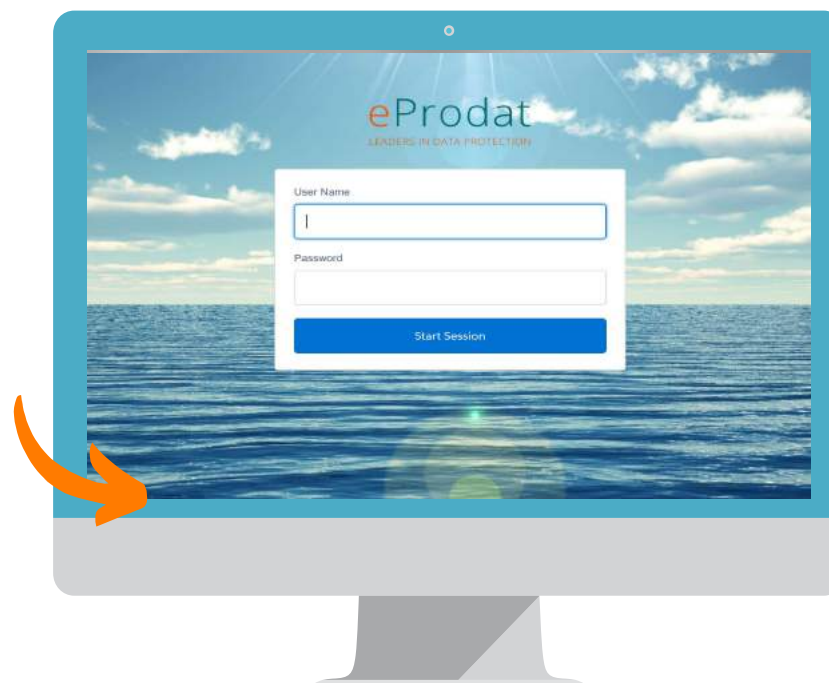 eProdat
LEADERS IN DATA PROTECTION
User Name
Password
Start Session